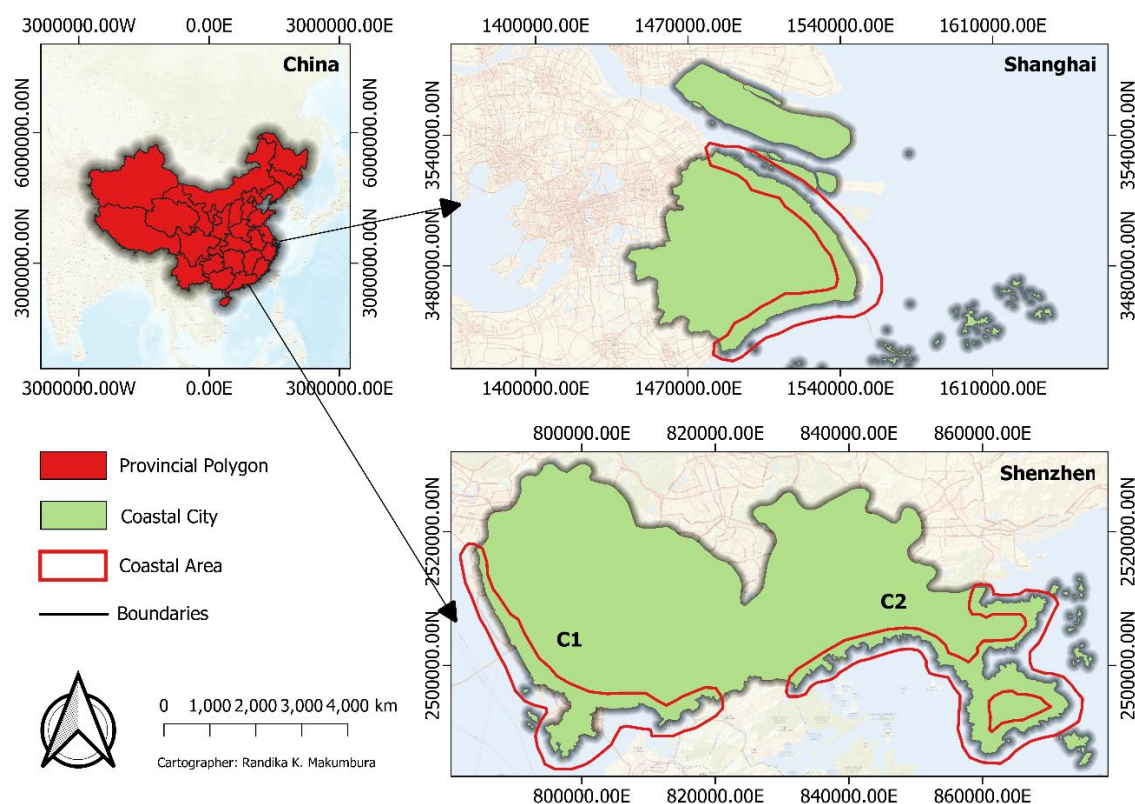 3000000.00W 0.00 3000000.00E
China
6000000.00N
3000000.00N
6000000.00N
3000000.00N
3000000.00W 0.00 3000000.00E
1400000.00E 1470000.00E 1540000.00E 1610000.00E
Shanghai
3540000.00N
3480000.00N
3540000.00N
3480000.00N
1400000.00E 1470000.00E 1540000.00E 1610000.00E
Provincial Polygon
Coastal City
Coastal Area
Boundaries
0 1,000 2,000 3,000 4,000 km
Cartographer: Randika K. Makumbura
800000.00E 820000.00E 840000.00E 860000.00E
Shenzhen
2520000.00N
2500000.00N
C1
C2
2520000.00N
2500000.00N
800000.00E 820000.00E 840000.00E 860000.00E